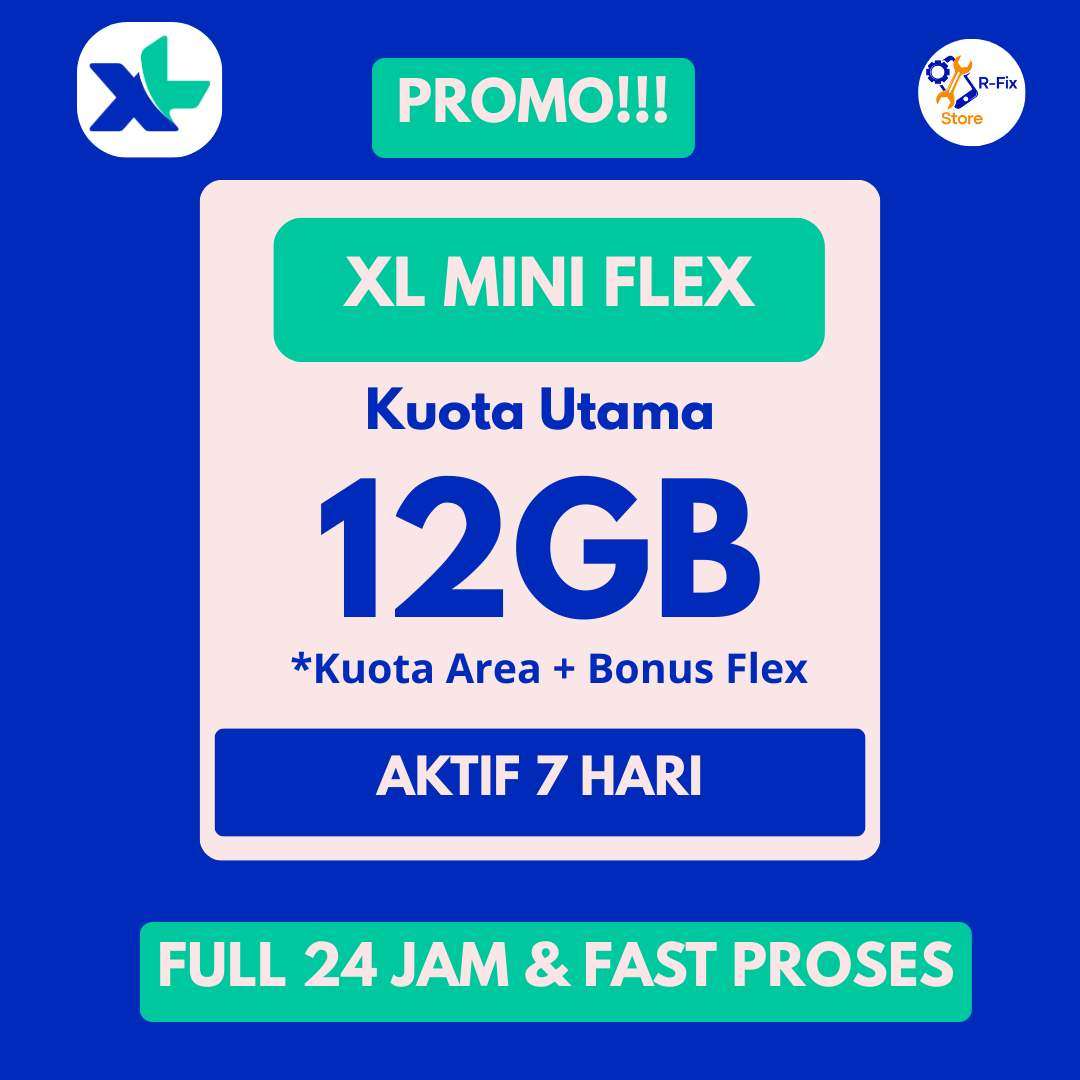 XL
PROMO!!!
R-Fix
Store
XL MINI FLEX
Kuota Utama
12GB
*Kuota Area + Bonus Flex
AKTIF 7 HARI
FULL 24 JAM & FAST PROSES